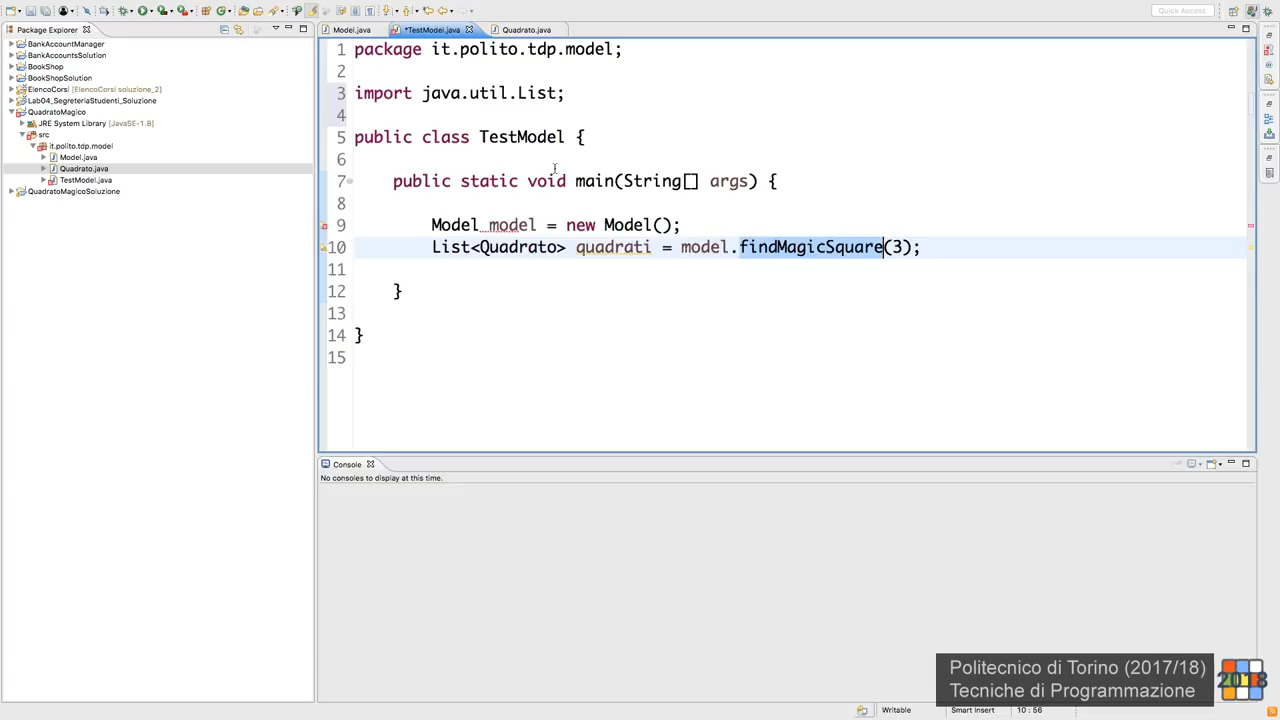 Quick Access
Package Explorer
BankAccountManager
BankAccountsSolution
BookShop
BookShopSolution
ElencoCorsi [ElencoCorsi soluzione_2]
Lab04_SegreteriaStudenti_Soluzione
QuadratoMagico
JRE System Library [JavaSE-1.8]
src
it.polito.tdp.model
Model.java
Quadrato.java
TestModel.java
QuadratoMagicoSoluzione
Model.java
*TestModel.java
Quadrato.java
1 package it.polito.tdp.model;
2
3 import java.util.List;
4
5 public class TestModel {
6
7 public static void main(String[] args) {
8
9 Model model = new Model();
10 List<Quadrato> quadrati = model.findMagicSquare(3);
11
12 }
13
14 }
15
Console
No consoles to display at this time.
Politecnico di Torino (2017/18)
Tecniche di Programmazione
2018
Writable
Smart Insert
10 : 56